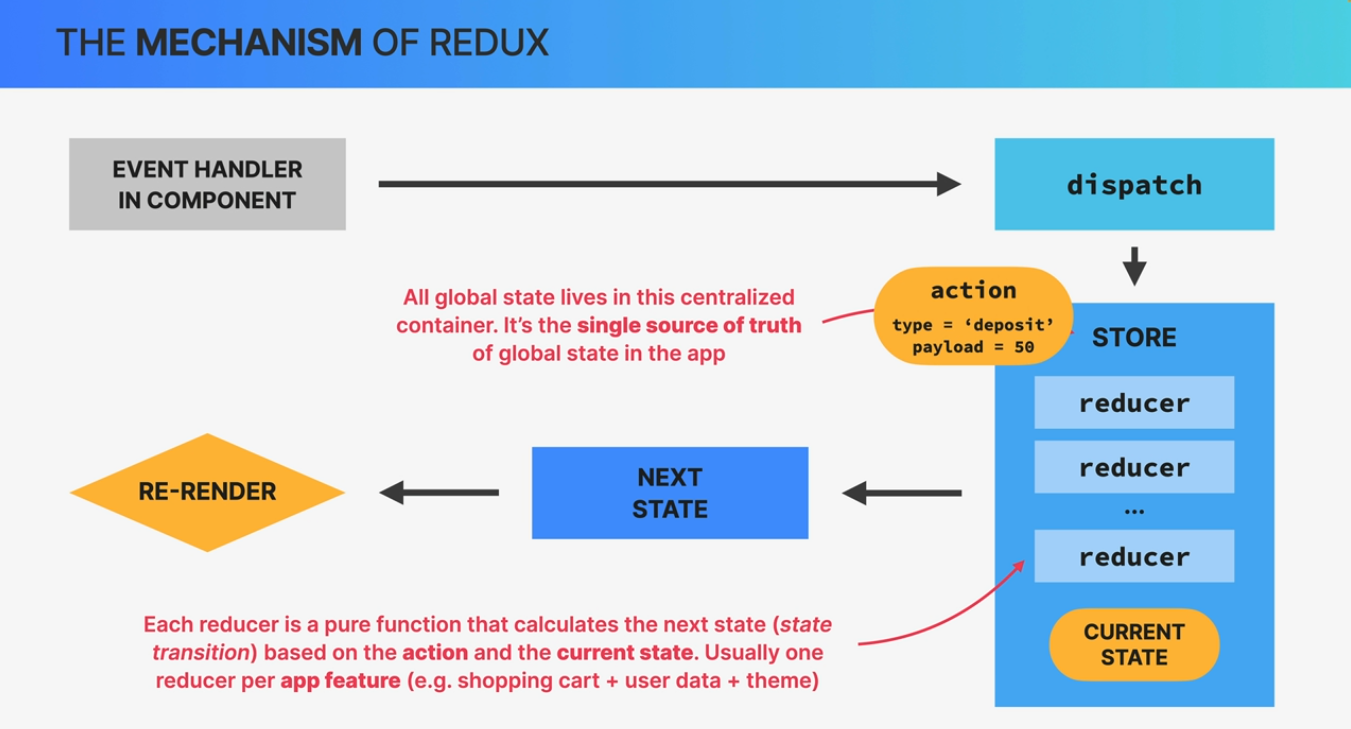 THE MECHANISM OF REDUX
EVENT HANDLER
IN COMPONENT
dispatch
All global state lives in this centralized
container. It’s the single source of truth
of global state in the app
action
type = ‘deposit’
payload = 50
STORE
reducer
reducer
...
reducer
CURRENT
STATE
NEXT
STATE
RE-RENDER
Each reducer is a pure function that calculates the next state (state
transition) based on the action and the current state. Usually one
reducer per app feature (e.g. shopping cart + user data + theme)